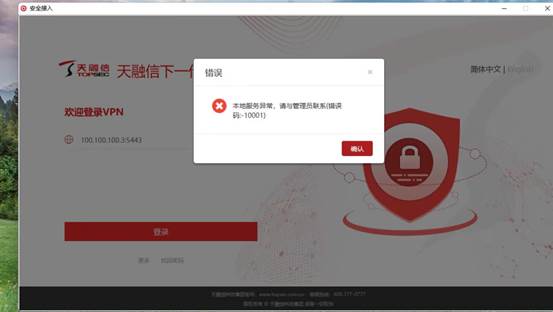 安全接入
天融信
TOPSEC
天融信下一代
简体中文 | English
错误
×
本地服务异常，请与管理员联系(错误
码:-10001)
确认
欢迎登录VPN
100.100.100.3:5443
登录
更多